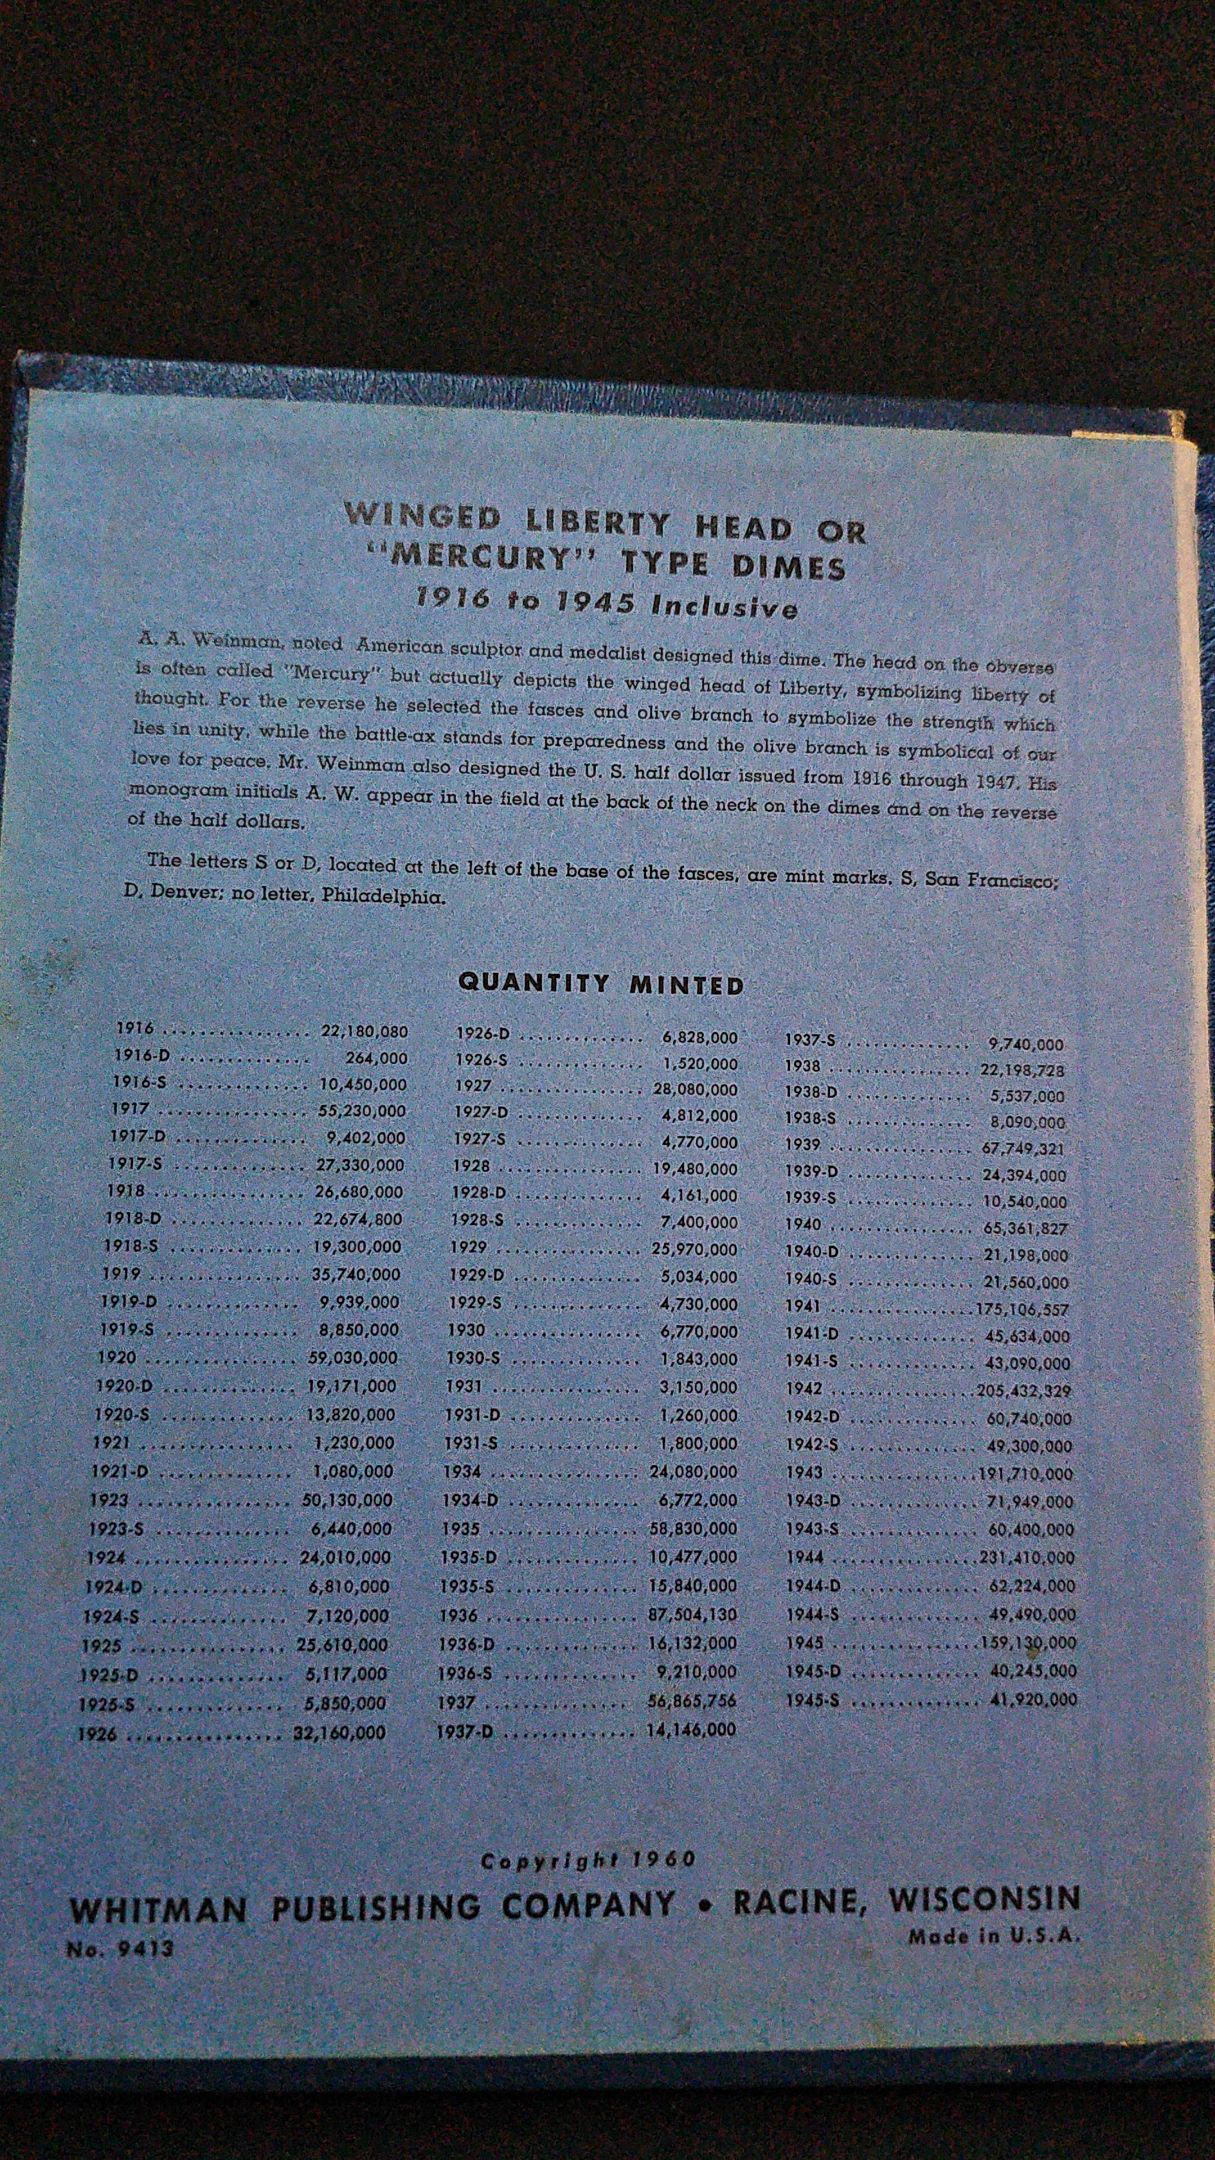 WINGED LIBERTY HEAD OR
"MERCURY" TYPE DIMES
1916 to 1945 Inclusive
A. A. Weinman, noted American sculptor and medalist designed this dime. The head on the obverse
is often called "Mercury" but actually depicts the winged head of Liberty, symbolizing liberty of
thought. For the reverse he selected the fasces and olive branch to symbolize the strength which
lies in unity, while the battle-ax stands for preparedness and the olive branch is symbolical of our
love for peace. Mr. Weinman also designed the U. S. half dollar issued from 1916 through 1947. His
monogram initials A. W. appear in the field at the back of the neck on the dimes and on the reverse
of the half dollars.
The letters S or D, located at the left of the base of the fasces, are mint marks. S, San Francisco;
D, Denver; no letter, Philadelphia.
QUANTITY MINTED
1916 ................ 22,180,080
1916-D .............. 264,000
1916-S .............. 10,450,000
1917 ................ 55,230,000
1917-D .............. 9,402,000
1917-S .............. 27,330,000
1918 ................ 26,680,000
1918-D .............. 22,674,800
1918-S .............. 19,300,000
1919 ................ 35,740,000
1919-D .............. 9,939,000
1919-S .............. 8,850,000
1920 ................ 59,030,000
1920-D .............. 19,171,000
1920-S .............. 13,820,000
1921 ................ 1,230,000
1921-D .............. 1,080,000
1923 ................ 50,130,000
1923-S .............. 6,440,000
1924 ................ 24,010,000
1924-D .............. 6,810,000
1924-S .............. 7,120,000
1925 ................ 25,610,000
1925-D .............. 5,117,000
1925-S .............. 5,850,000
1926 ................ 32,160,000
1926-D .............. 6,828,000
1926-S .............. 1,520,000
1927 ................ 28,080,000
1927-D .............. 4,812,000
1927-S .............. 4,770,000
1928 ................ 19,480,000
1928-D .............. 4,161,000
1928-S .............. 7,400,000
1929 ................ 25,970,000
1929-D .............. 5,034,000
1929-S .............. 4,730,000
1930 ................ 6,770,000
1930-S .............. 1,843,000
1931 ................ 3,150,000
1931-D .............. 1,260,000
1931-S .............. 1,800,000
1934 ................ 24,080,000
1934-D .............. 6,772,000
1935 ................ 58,830,000
1935-D .............. 10,477,000
1935-S .............. 15,840,000
1936 ................ 87,504,130
1936-D .............. 16,132,000
1936-S .............. 9,210,000
1937 ................ 56,865,756
1937-D .............. 14,146,000
1937-S .............. 9,740,000
1938 ................ 22,198,728
1938-D .............. 5,537,000
1938-S .............. 8,090,000
1939 ................ 67,749,321
1939-D .............. 24,394,000
1939-S .............. 10,540,000
1940 ................ 65,361,827
1940-D .............. 21,198,000
1940-S .............. 21,560,000
1941 ................ 175,106,557
1941-D .............. 45,634,000
1941-S .............. 43,090,000
1942 ................ 205,432,329
1942-D .............. 60,740,000
1942-S .............. 49,300,000
1943 ................ 191,710,000
1943-D .............. 71,949,000
1943-S .............. 60,400,000
1944 ................ 231,410,000
1944-D .............. 62,224,000
1944-S .............. 49,490,000
1945 ................ 159,130,000
1945-D .............. 40,245,000
1945-S .............. 41,920,000
Copyright 1960
WHITMAN PUBLISHING COMPANY • RACINE, WISCONSIN
No. 9413 Made in U.S.A.